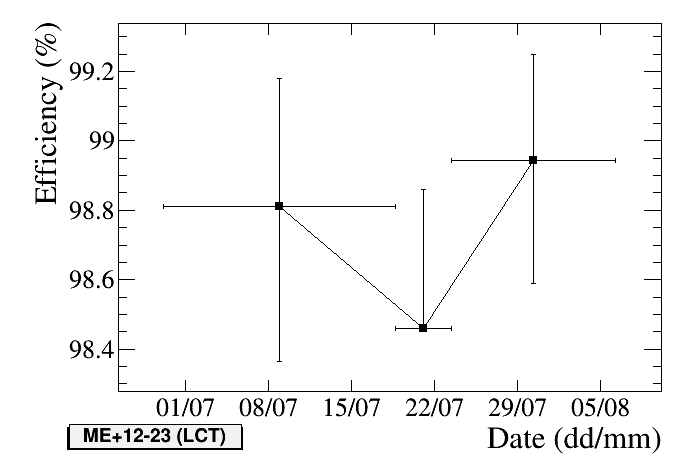 Efficiency (%)
99.2
99
98.8
98.6
98.4
01/07 08/07 15/07 22/07 29/07 05/08
ME+12-23 (LCT)
Date (dd/mm)